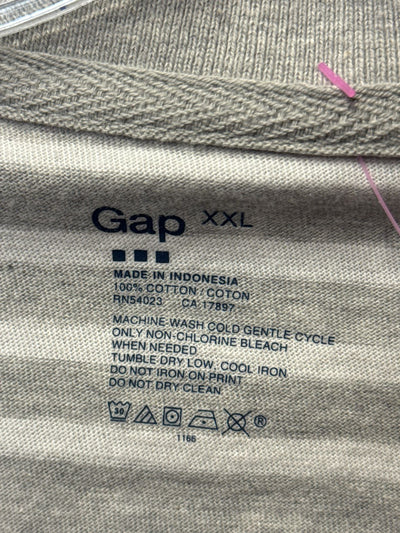 Gap XXL
MADE IN INDONESIA
100% COTTON / COTON
RN54023 CA 17897
MACHINE-WASH COLD GENTLE CYCLE
ONLY NON-CHLORINE BLEACH
WHEN NEEDED
TUMBLE DRY LOW, COOL IRON
DO NOT IRON ON PRINT
DO NOT DRY CLEAN
30 ®
1166